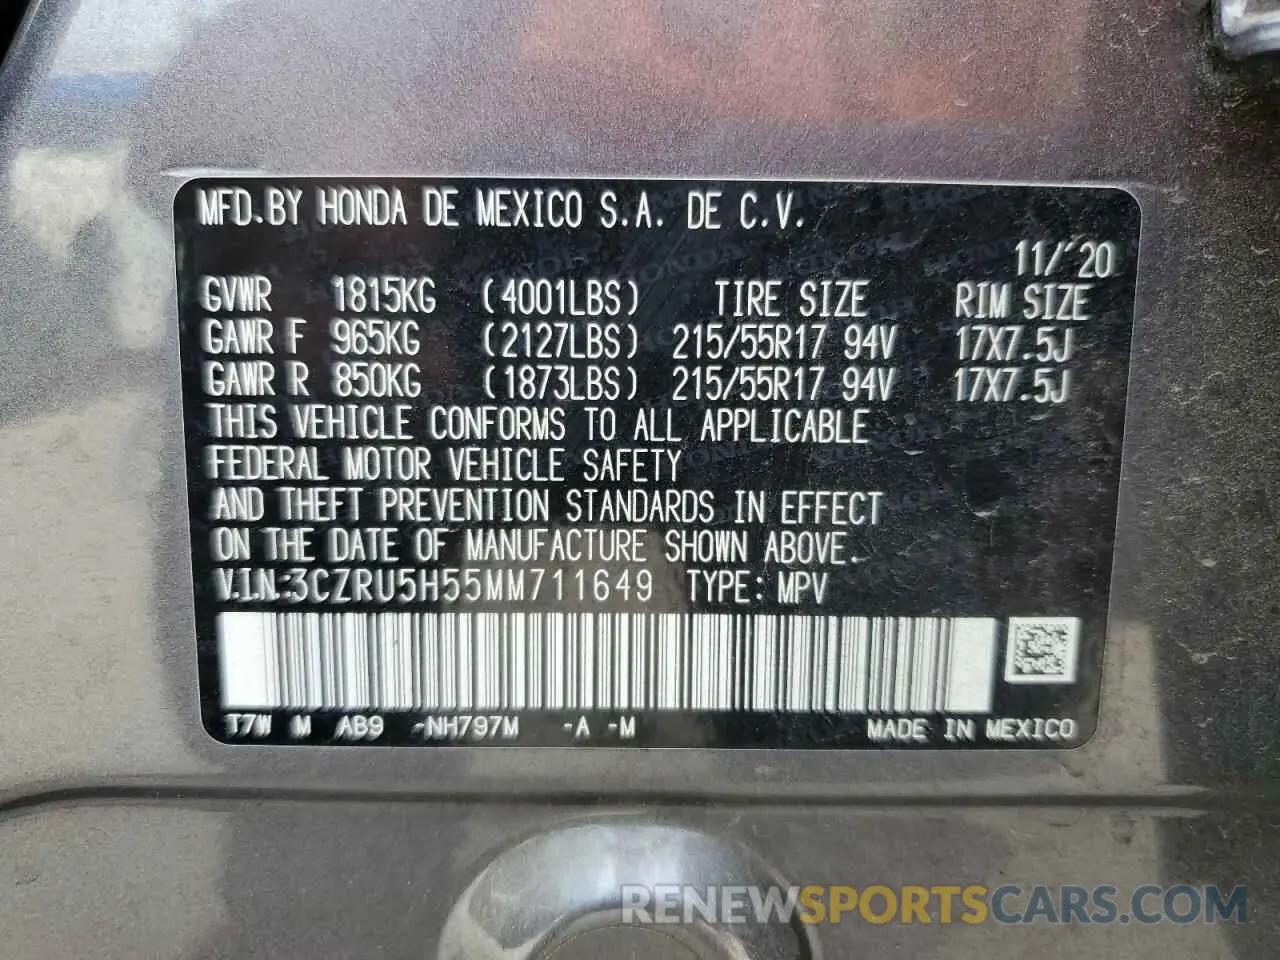 MFD.BY HONDA DE MEXICO S.A. DE C.V.
11/'20
GVWR 1815KG (4001LBS) TIRE SIZE RIM SIZE
GAWR F 965KG (2127LBS) 215/55R17 94V 17X7.5J
GAWR R 850KG (1873LBS) 215/55R17 94V 17X7.5J
THIS VEHICLE CONFORMS TO ALL APPLICABLE
FEDERAL MOTOR VEHICLE SAFETY
AND THEFT PREVENTION STANDARDS IN EFFECT
ON THE DATE OF MANUFACTURE SHOWN ABOVE.
V.I.N.:3CZRU5H55MM711649 TYPE: MPV
T7W M AB9 -NH797M -A -M MADE IN MEXICO
RENEWSPORTSCARS.COM